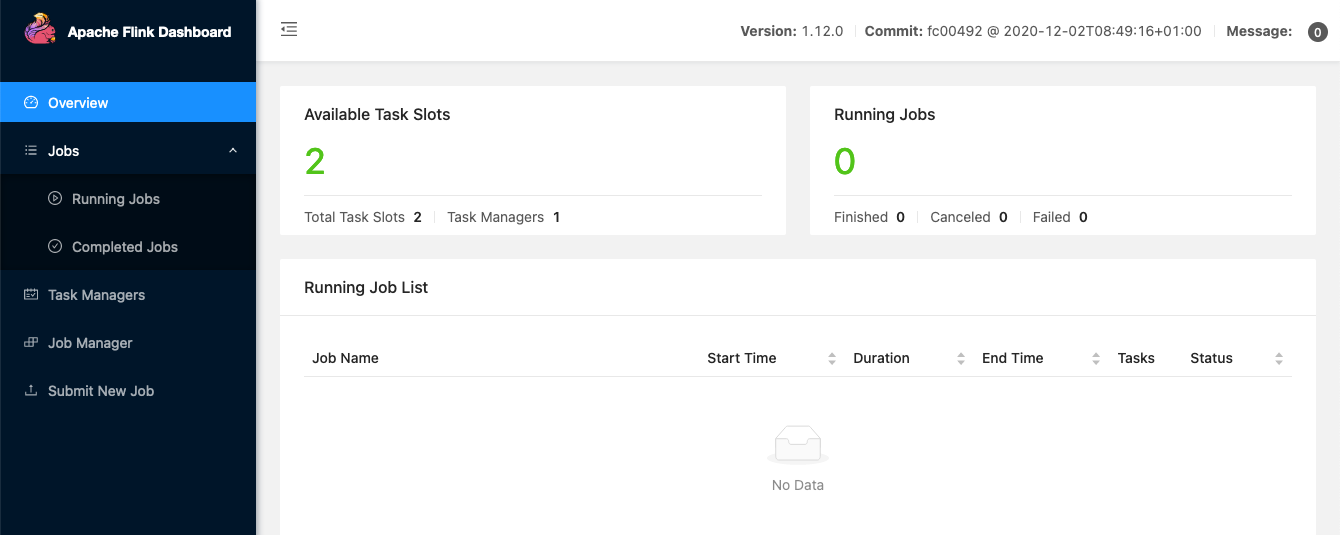 Apache Flink Dashboard
Version: 1.12.0 Commit: fc00492 @ 2020-12-02T08:49:16+01:00 Message: 0
Overview
Jobs
Running Jobs
Completed Jobs
Task Managers
Job Manager
Submit New Job
Available Task Slots
2
Total Task Slots 2 Task Managers 1
Running Jobs
0
Finished 0 Canceled 0 Failed 0
Running Job List
Job Name Start Time Duration End Time Tasks Status
No Data